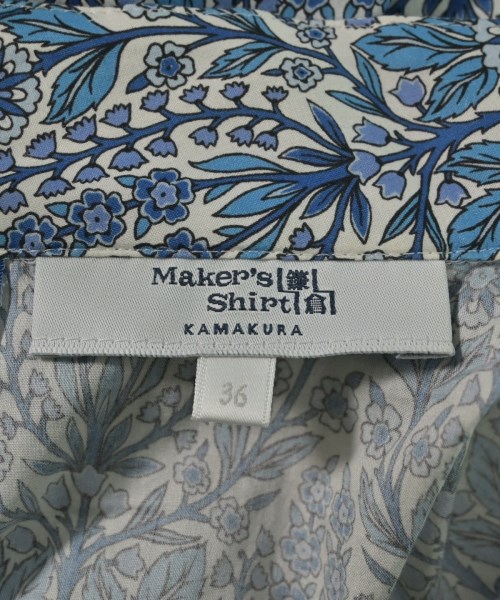 Maker's 鎌
Shirt 倉
KAMAKURA
36